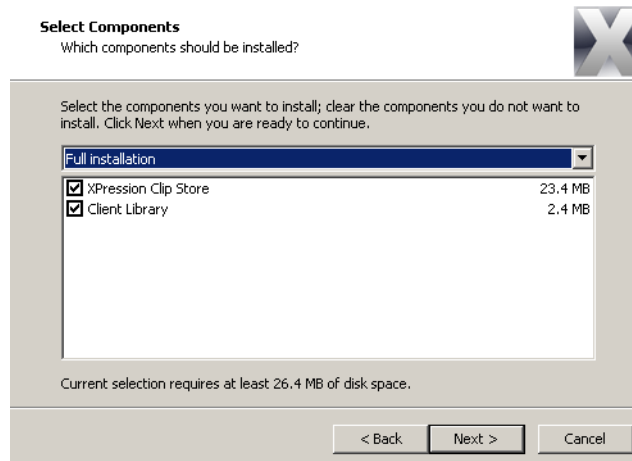 Select Components
Which components should be installed?
Select the components you want to install; clear the components you do not want to
install. Click Next when you are ready to continue.
Full installation
XPression Clip Store 23.4 MB
Client Library 2.4 MB
Current selection requires at least 26.4 MB of disk space.
< Back Next > Cancel